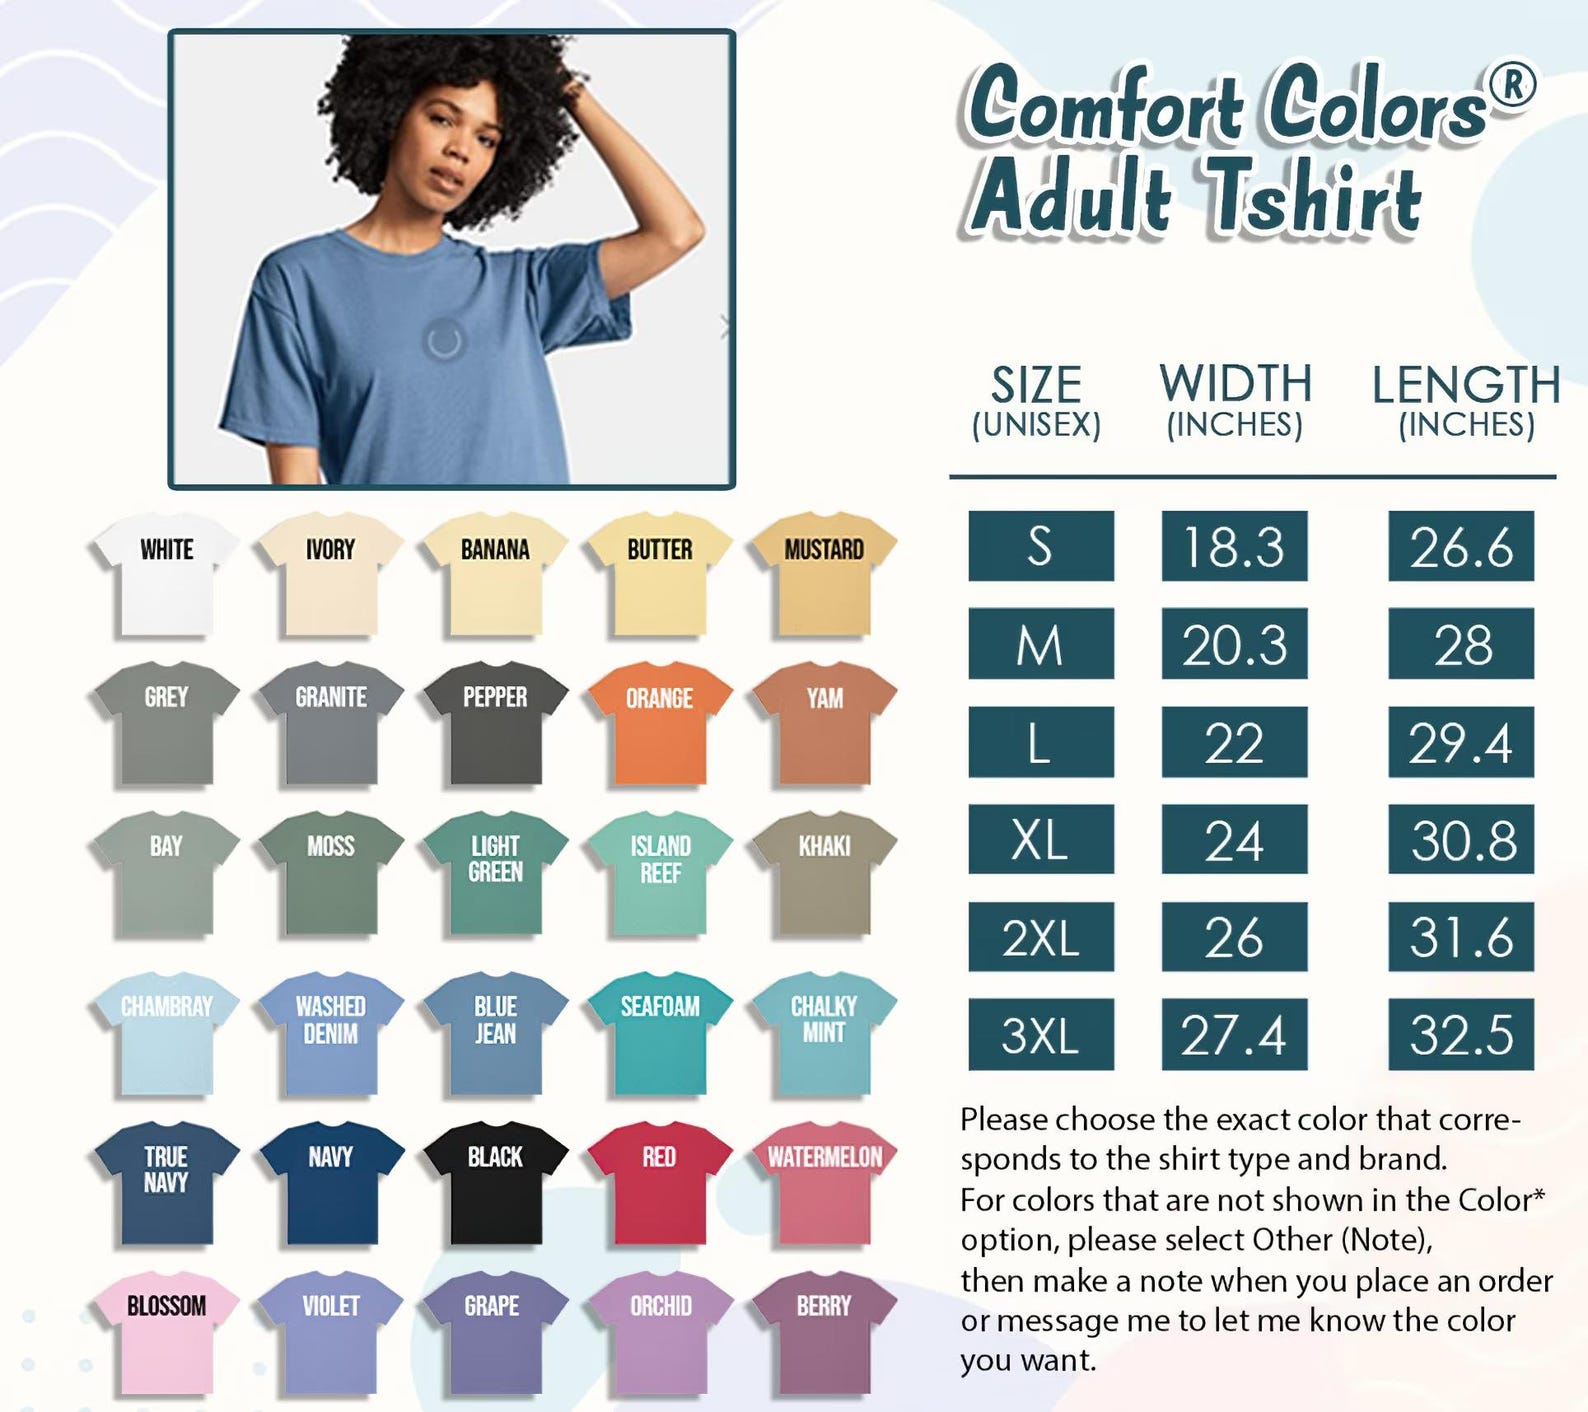 Comfort Colors®
Adult Tshirt
SIZE WIDTH LENGTH
(UNISEX) (INCHES) (INCHES)
S 18.3 26.6
M 20.3 28
L 22 29.4
XL 24 30.8
2XL 26 31.6
3XL 27.4 32.5
WHITE IVORY BANANA BUTTER MUSTARD
GREY GRANITE PEPPER ORANGE YAM
BAY MOSS LIGHT GREEN ISLAND REEF KHAKI
CHAMBRAY WASHED DENIM BLUE JEAN SEAFOAM CHALKY MINT
TRUE NAVY NAVY BLACK RED WATERMELON
BLOSSOM VIOLET GRAPE ORCHID BERRY
Please choose the exact color that corre-
sponds to the shirt type and brand.
For colors that are not shown in the Color*
option, please select Other (Note),
then make a note when you place an order
or message me to let me know the color
you want.